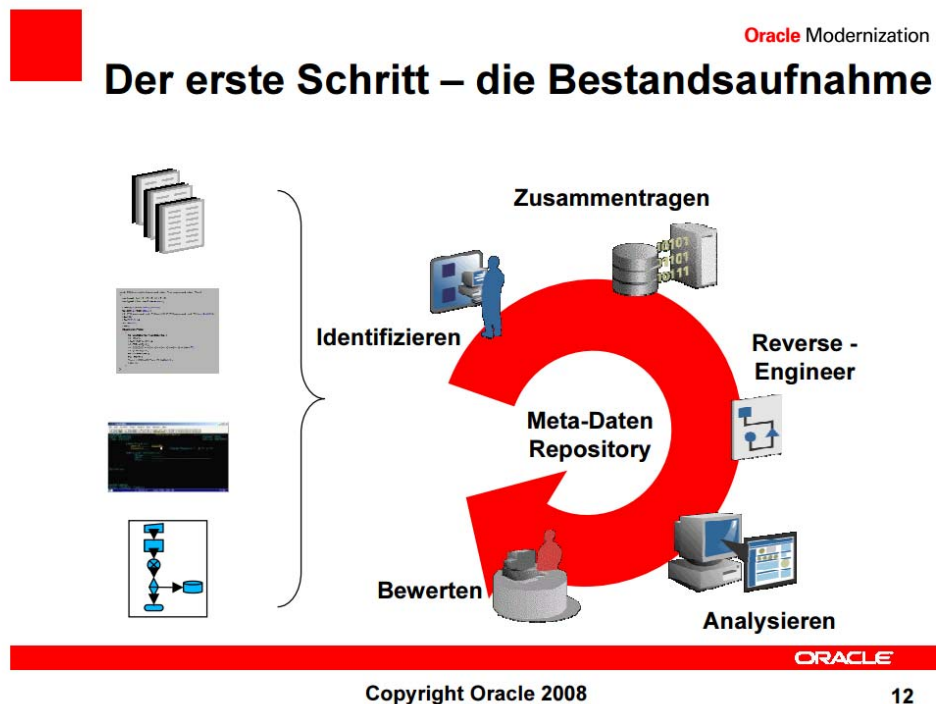 Oracle Modernization
Der erste Schritt – die Bestandsaufnahme
Zusammentragen
Identifizieren
Reverse -
Engineer
Meta-Daten
Repository
Bewerten
Analysieren
ORACLE
Copyright Oracle 2008
12